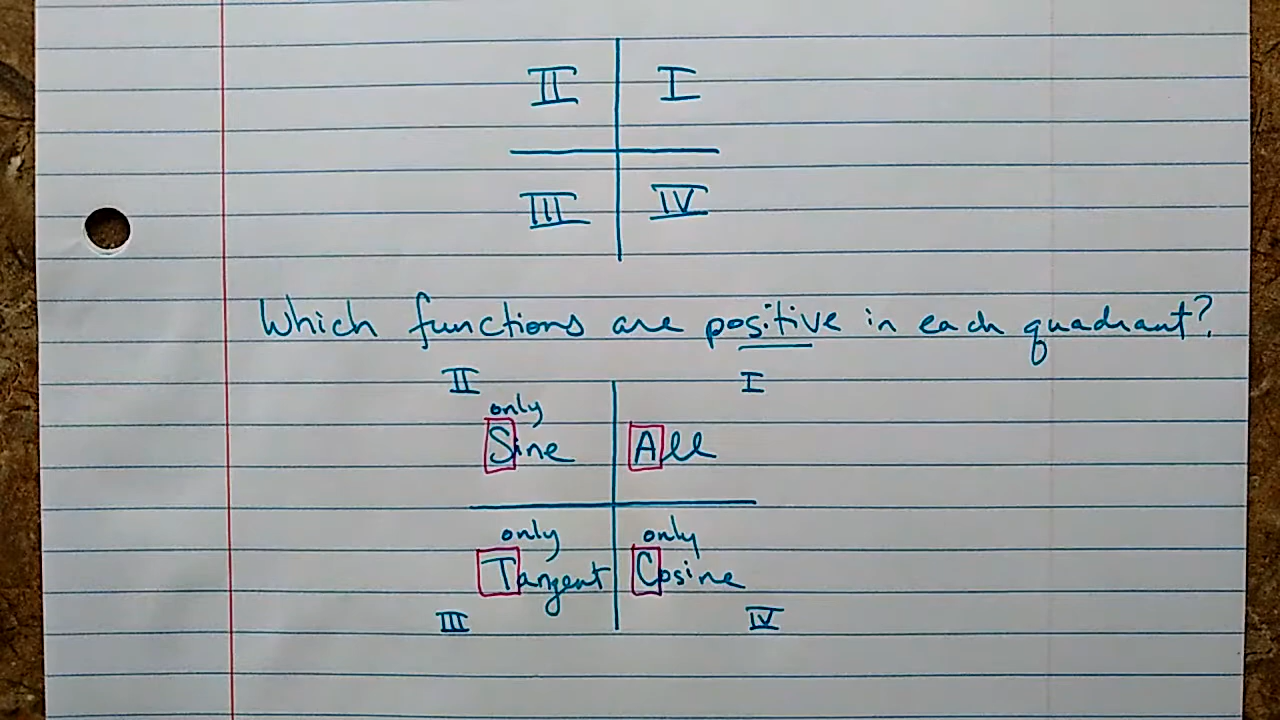 II I
III IV
Which functions are positive in each quadrant?
II I
only
Sine All
only only
Tangent Cosine
III IV